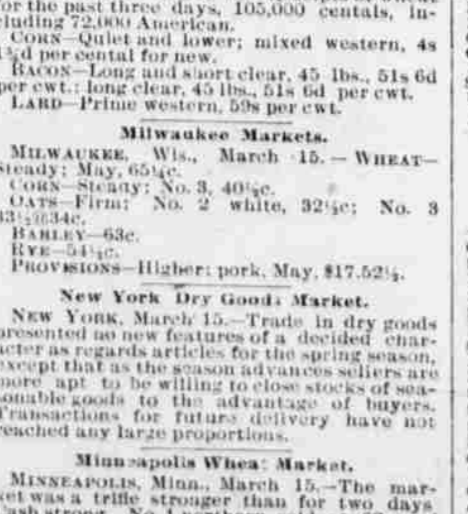 for the past three days, 105,000 centals, in-
cluding 72,000 American.
CORN—Quiet and lower; mixed western, 4s
per cental for new.
BACON—Long and short clear, 45 lbs., 51s 6d
per cwt.; long clear, 45 lbs., 51s 6d per cwt.
LARD—Prime western, 59s per cwt.
Milwaukee Markets.
MILWAUKEE, Wis., March 15.—WHEAT—
Steady; May, 65¼c.
CORN—Steady; No. 3, 40½c.
OATS—Firm; No. 2 white, 32½c; No. 3
33½@34c.
BARLEY—63c.
RYE—54½c.
PROVISIONS—Higher; pork, May, $17.52½.
New York Dry Goods Market.
NEW YORK, March 15.—Trade in dry goods
presented no new features of a decided char-
acter as regards articles for the spring season,
except that as the season advances sellers are
more apt to be willing to close stocks of sea-
sonable goods to the advantage of buyers.
Transactions for future delivery have not
reached any large proportions.
Minneapolis Wheat Market.
MINNEAPOLIS, Minn., March 15.—The mar-
ket was a trifle stronger than for two days